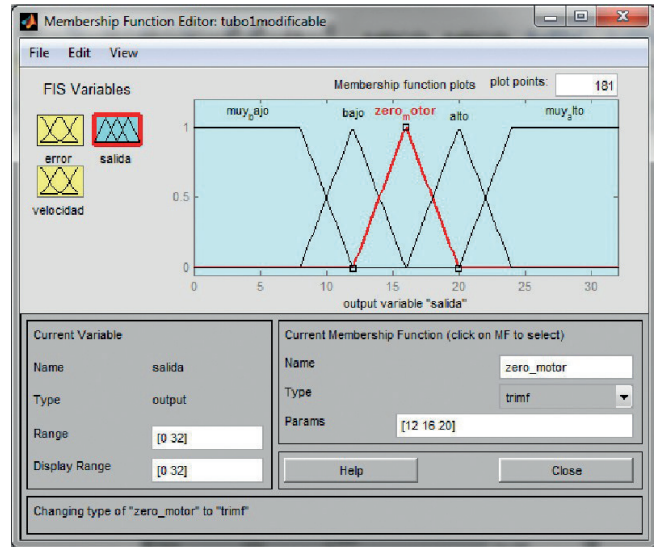 Membership Function Editor: tubo1modificable
File Edit View
FIS Variables
Membership function plots plot points: 181
error salida
velocidad
muy_bajo bajo zero_motor alto muy_alto
1
0.5
0
0 5 10 15 20 25 30
output variable "salida"
Current Variable
Name salida
Type output
Range [0 32]
Display Range [0 32]
Current Membership Function (click on MF to select)
Name zero_motor
Type trimf
Params [12 16 20]
Help Close
Changing type of "zero_motor" to "trimf"